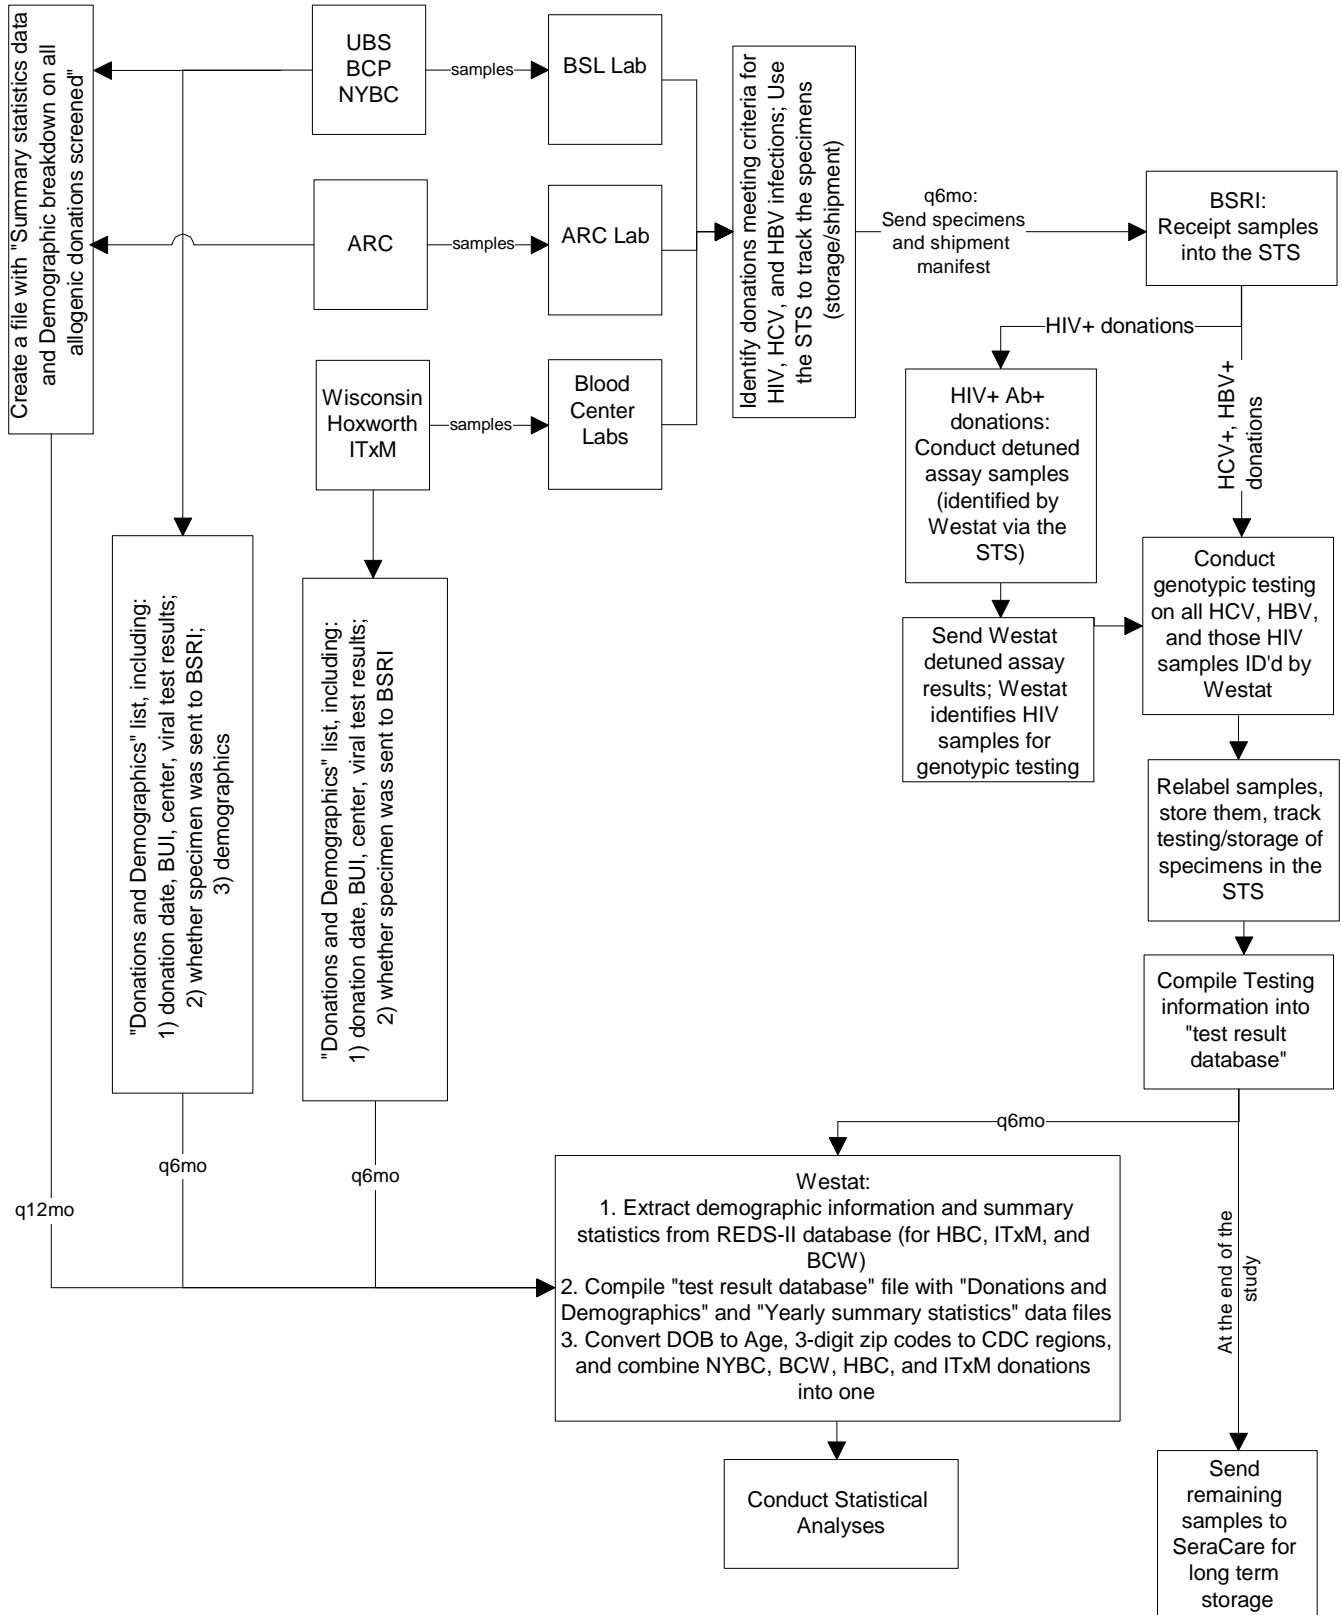 Create a file with "Summary statistics data
and Demographic breakdown on all
allogenic donations screened"
UBS
BCP
NYBC
samples
BSL Lab
ARC
samples
ARC Lab
Wisconsin
Hoxworth
ITxM
samples
Blood
Center
Labs
Identify donations meeting criteria for
HIV, HCV, and HBV infections; Use
the STS to track the specimens
(storage/shipment)
q6mo:
Send specimens
and shipment
manifest
BSRI:
Receipt samples
into the STS
HIV+ donations
HCV+, HBV+
donations
HIV+ Ab+
donations:
Conduct detuned
assay samples
(identified by
Westat via the
STS)
Send Westat
detuned assay
results; Westat
identifies HIV
samples for
genotypic testing
Conduct
genotypic testing
on all HCV, HBV,
and those HIV
samples ID'd by
Westat
Relabel samples,
store them, track
testing/storage of
specimens in the
STS
Compile Testing
information into
"test result
database"
"Donations and Demographics" list, including:
1) donation date, BUI, center, viral test results;
2) whether specimen was sent to BSRI;
3) demographics
"Donations and Demographics" list, including:
1) donation date, BUI, center, viral test results;
2) whether specimen was sent to BSRI
q12mo
q6mo
q6mo
q6mo
At the end of the
study
Westat:
1. Extract demographic information and summary
statistics from REDS-II database (for HBC, ITxM, and
BCW)
2. Compile "test result database" file with "Donations and
Demographics" and "Yearly summary statistics" data files
3. Convert DOB to Age, 3-digit zip codes to CDC regions,
and combine NYBC, BCW, HBC, and ITxM donations
into one
Conduct Statistical
Analyses
Send
remaining
samples to
SeraCare for
long term
storage